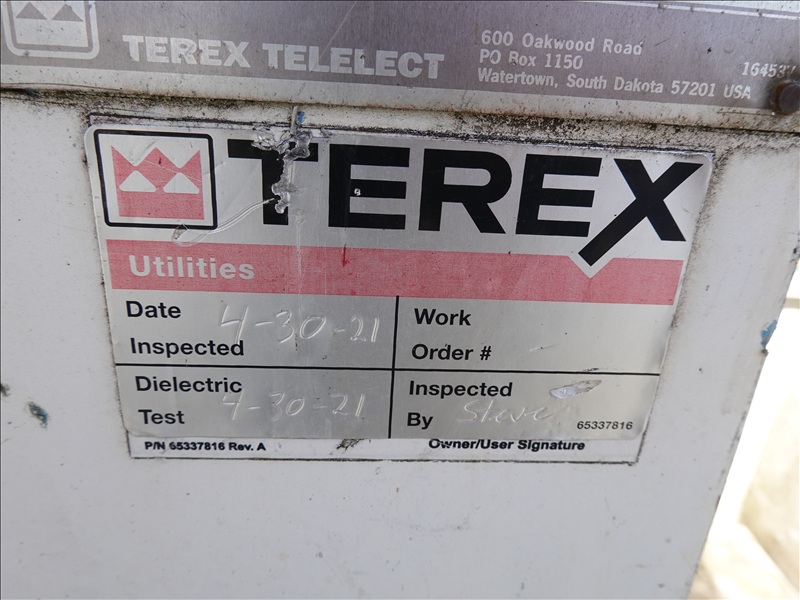 TEREX TELELECT
600 Oakwood Road
PO Box 1150
Watertown, South Dakota 57201 USA
TEREX
Utilities
Date Inspected 4-30-21
Work Order #
Dielectric Test 4-30-21
Inspected By Steve
65337816
P/N 65337816 Rev. A
Owner/User Signature